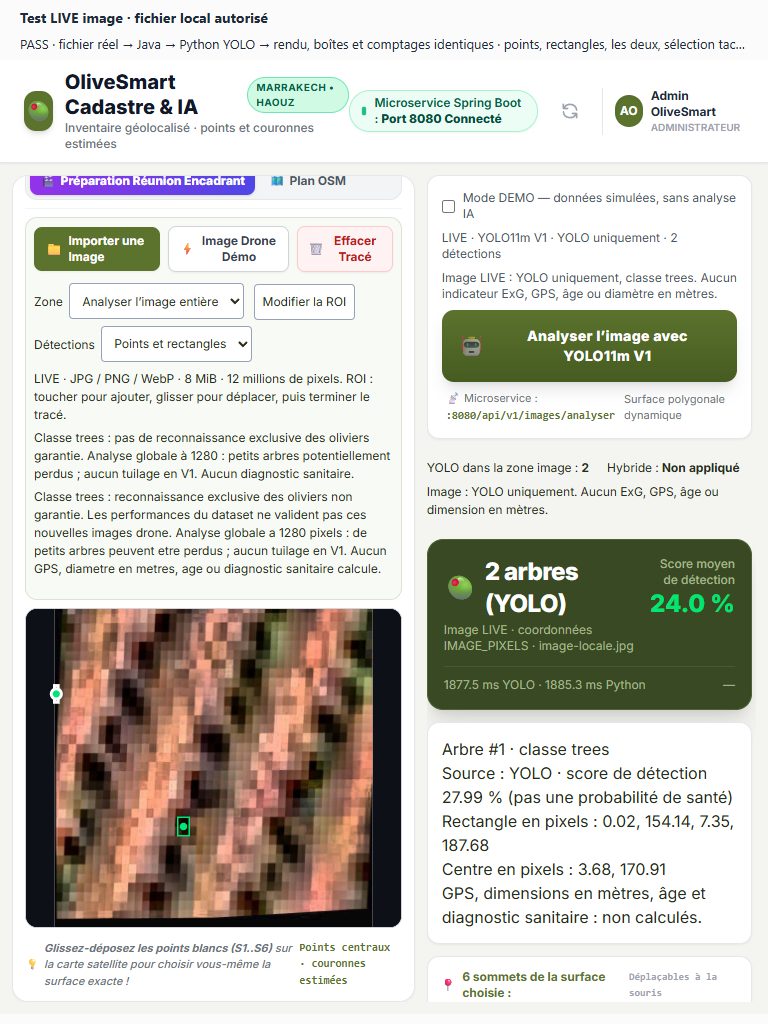 Test LIVE image · fichier local autorisé
PASS · fichier réel → Java → Python YOLO → rendu, boîtes et comptages identiques · points, rectangles, les deux, sélection tac...
OliveSmart
Cadastre & IA
MARRAKECH •
HAOUZ
Inventaire géolocalisé · points et couronnes
estimées
Microservice Spring Boot
: Port 8080 Connecté
AO
Admin
OliveSmart
ADMINISTRATEUR
Préparation Réunion Encadrant
Plan OSM
Importer une
Image
Image Drone
Démo
Effacer
Tracé
Zone
Analyser l’image entière
Modifier la ROI
Détections
Points et rectangles
LIVE · JPG / PNG / WebP · 8 MiB · 12 millions de pixels. ROI :
toucher pour ajouter, glisser pour déplacer, puis terminer le
tracé.
Classe trees : pas de reconnaissance exclusive des oliviers
garantie. Analyse globale à 1280 : petits arbres potentiellement
perdus ; aucun tuilage en V1. Aucun diagnostic sanitaire.
Classe trees : reconnaissance exclusive des oliviers non
garantie. Les performances du dataset ne valident pas ces
nouvelles images drone. Analyse globale a 1280 pixels : de
petits arbres peuvent etre perdus ; aucun tuilage en V1. Aucun
GPS, diametre en metres, age ou diagnostic sanitaire calcule.
Glissez-déposez les points blancs (S1..S6) sur
la carte satellite pour choisir vous-même la
surface exacte !
Points centraux
· couronnes
estimées
Mode DEMO — données simulées, sans analyse
IA
LIVE · YOLO11m V1 · YOLO uniquement · 2
détections
Image LIVE : YOLO uniquement, classe trees. Aucun
indicateur ExG, GPS, âge ou diamètre en mètres.
Analyser l’image avec
YOLO11m V1
Microservice :
:8080/api/v1/images/analyser
Surface polygonale
dynamique
YOLO dans la zone image : 2 Hybride : Non appliqué
Image : YOLO uniquement. Aucun ExG, GPS, âge ou
dimension en mètres.
2 arbres
(YOLO)
Score moyen
de détection
24.0 %
Image LIVE · coordonnées
IMAGE_PIXELS · image-locale.jpg
1877.5 ms YOLO · 1885.3 ms Python
—
Arbre #1 · classe trees
Source : YOLO · score de détection
27.99 % (pas une probabilité de santé)
Rectangle en pixels : 0.02, 154.14, 7.35,
187.68
Centre en pixels : 3.68, 170.91
GPS, dimensions en mètres, âge et
diagnostic sanitaire : non calculés.
6 sommets de la surface
choisie :
Déplaçables à la
souris